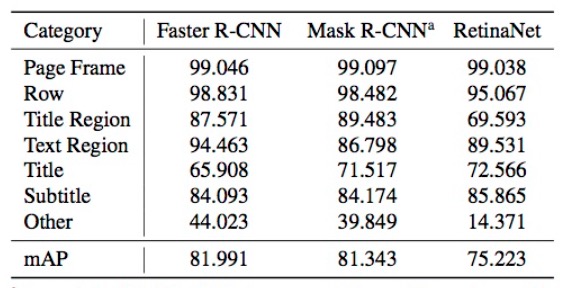 Category Faster R-CNN Mask R-CNNᵃ RetinaNet
Page Frame 99.046 99.097 99.038
Row 98.831 98.482 95.067
Title Region 87.571 89.483 69.593
Text Region 94.463 86.798 89.531
Title 65.908 71.517 72.566
Subtitle 84.093 84.174 85.865
Other 44.023 39.849 14.371
mAP 81.991 81.343 75.223